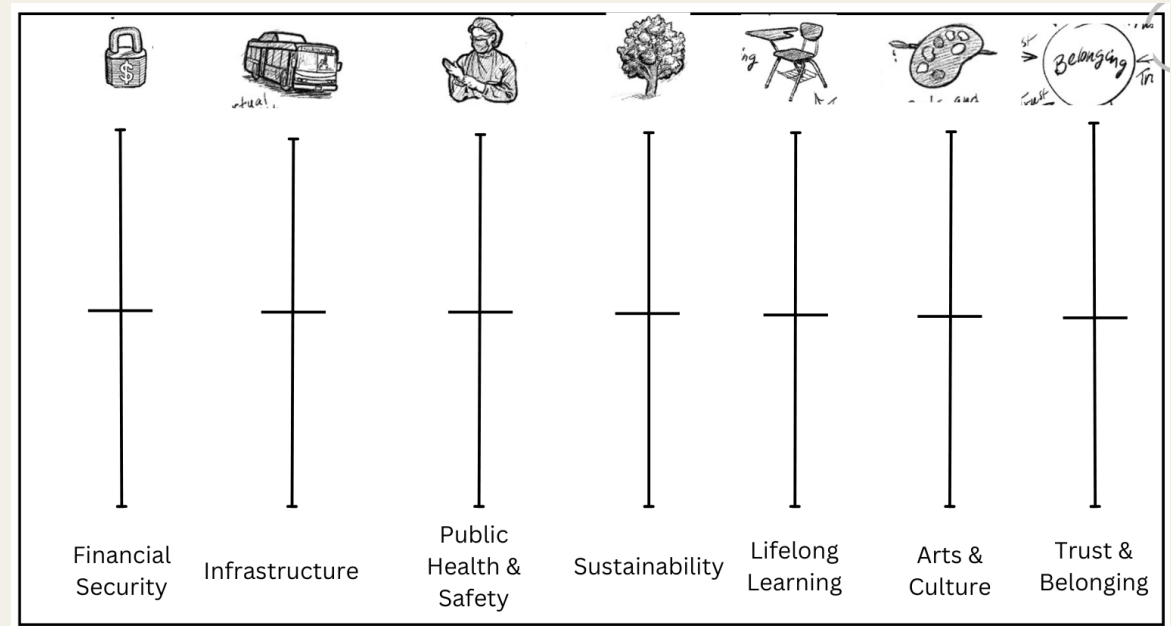 $
Belonging
Financial
Security
Infrastructure
Public
Health &
Safety
Sustainability
Lifelong
Learning
Arts &
Culture
Trust &
Belonging